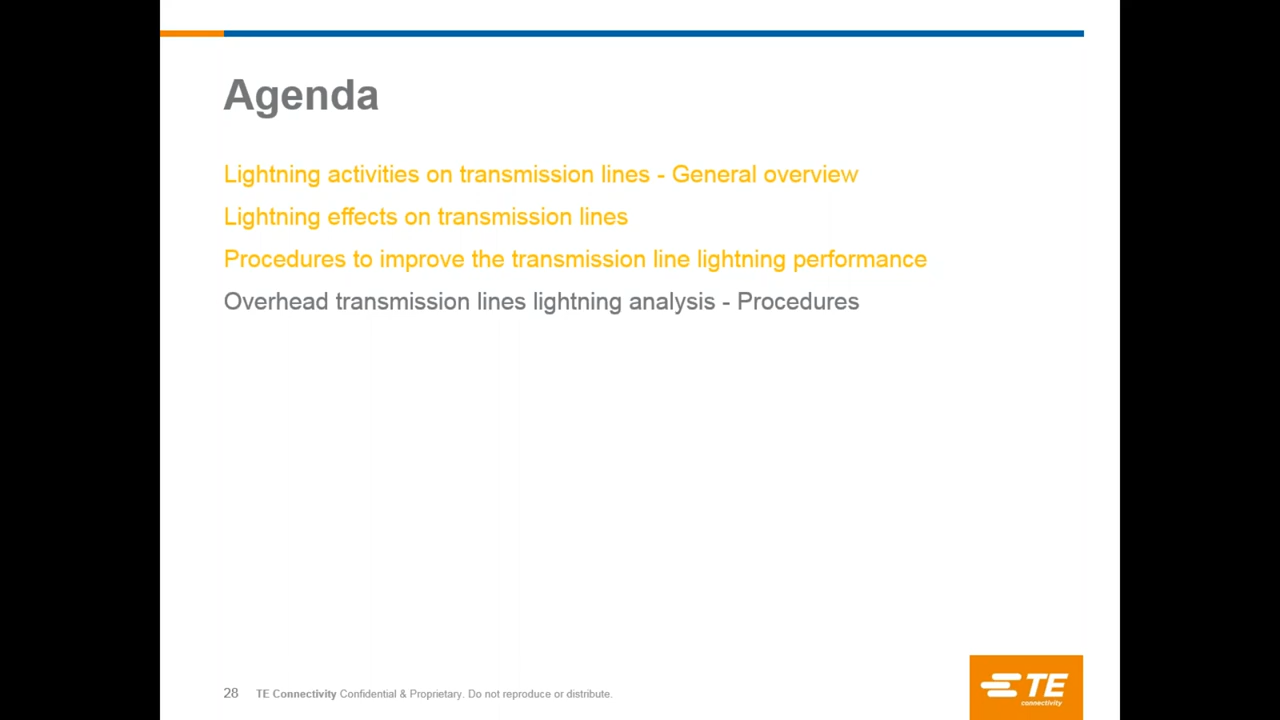 Agenda
Lightning activities on transmission lines - General overview
Lightning effects on transmission lines
Procedures to improve the transmission line lightning performance
Overhead transmission lines lightning analysis - Procedures
28 TE Connectivity Confidential & Proprietary. Do not reproduce or distribute.
TE
connectivity